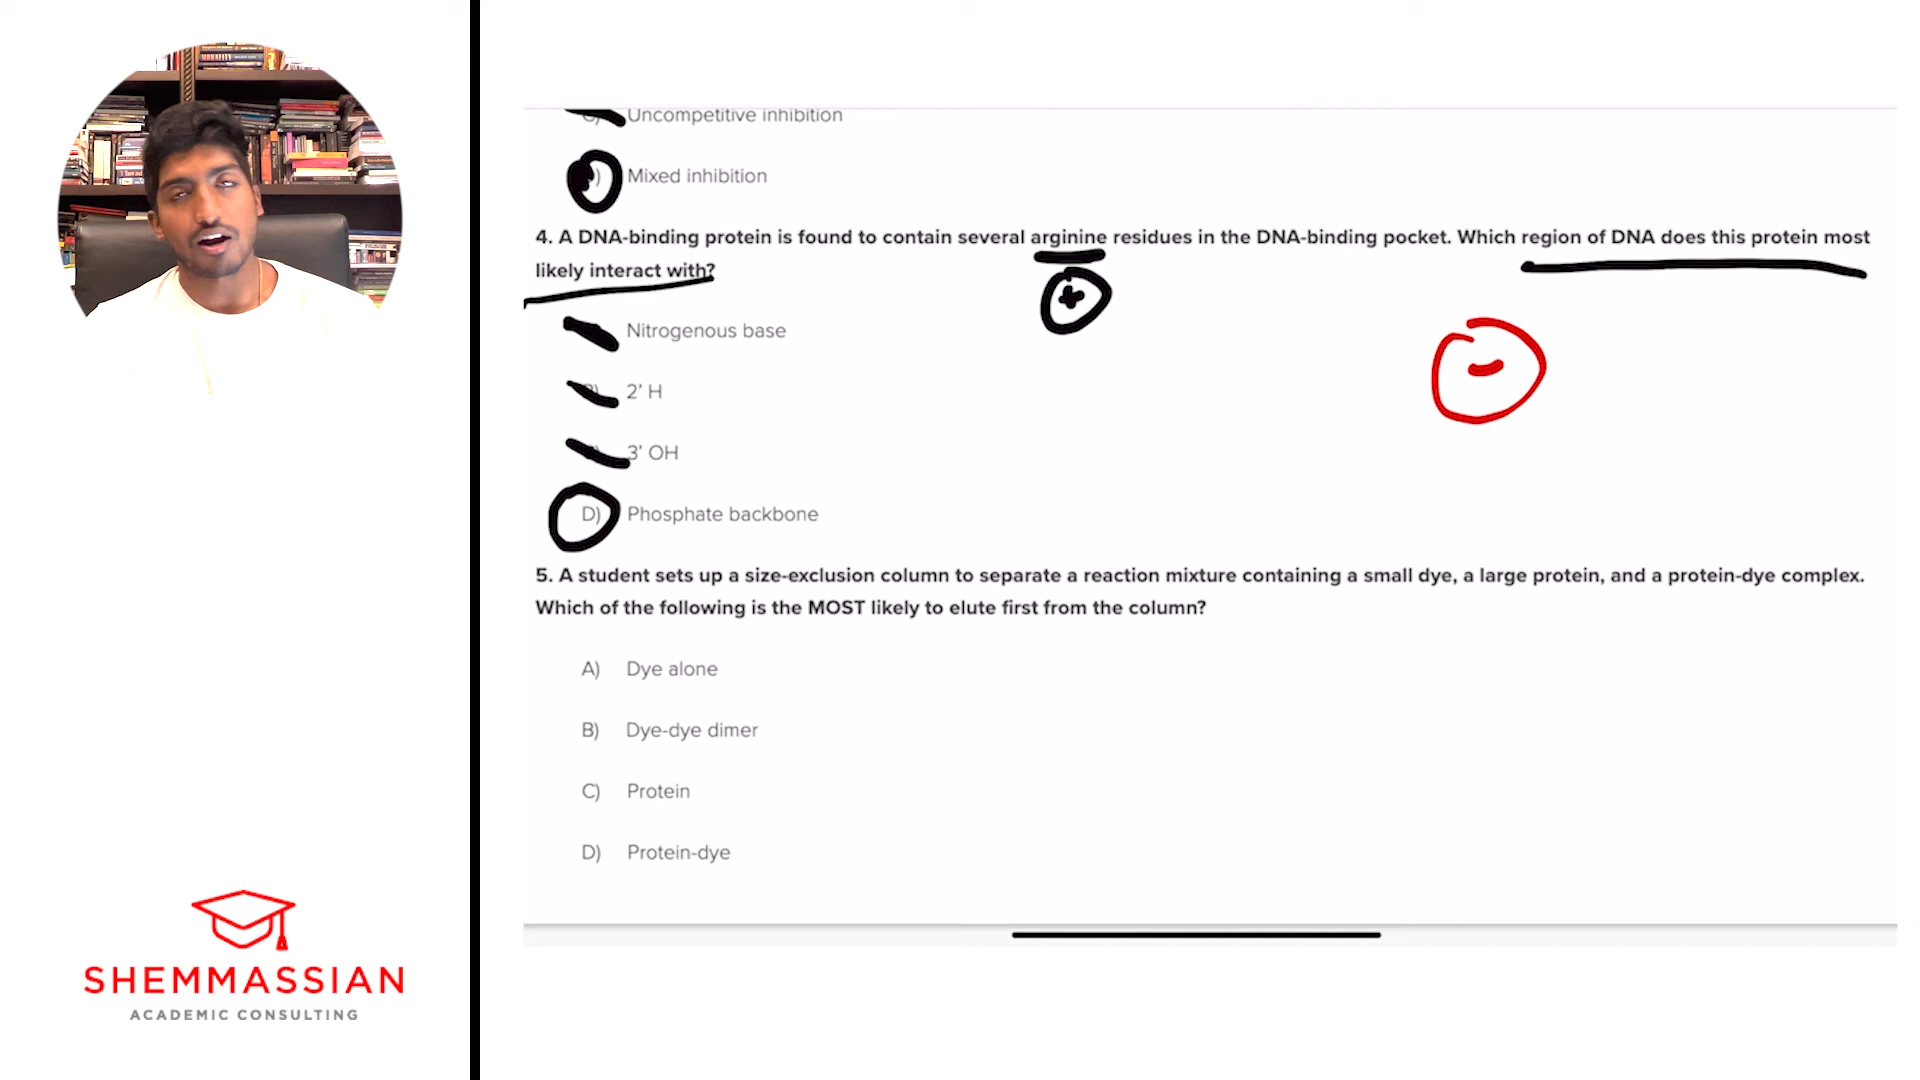 Uncompetitive inhibition
Mixed inhibition
4. A DNA-binding protein is found to contain several arginine residues in the DNA-binding pocket. Which region of DNA does this protein most
likely interact with?
+
Nitrogenous base
-
2' H
3' OH
D) Phosphate backbone
5. A student sets up a size-exclusion column to separate a reaction mixture containing a small dye, a large protein, and a protein-dye complex.
Which of the following is the MOST likely to elute first from the column?
A) Dye alone
B) Dye-dye dimer
C) Protein
D) Protein-dye
SHEMMASSIAN
ACADEMIC CONSULTING